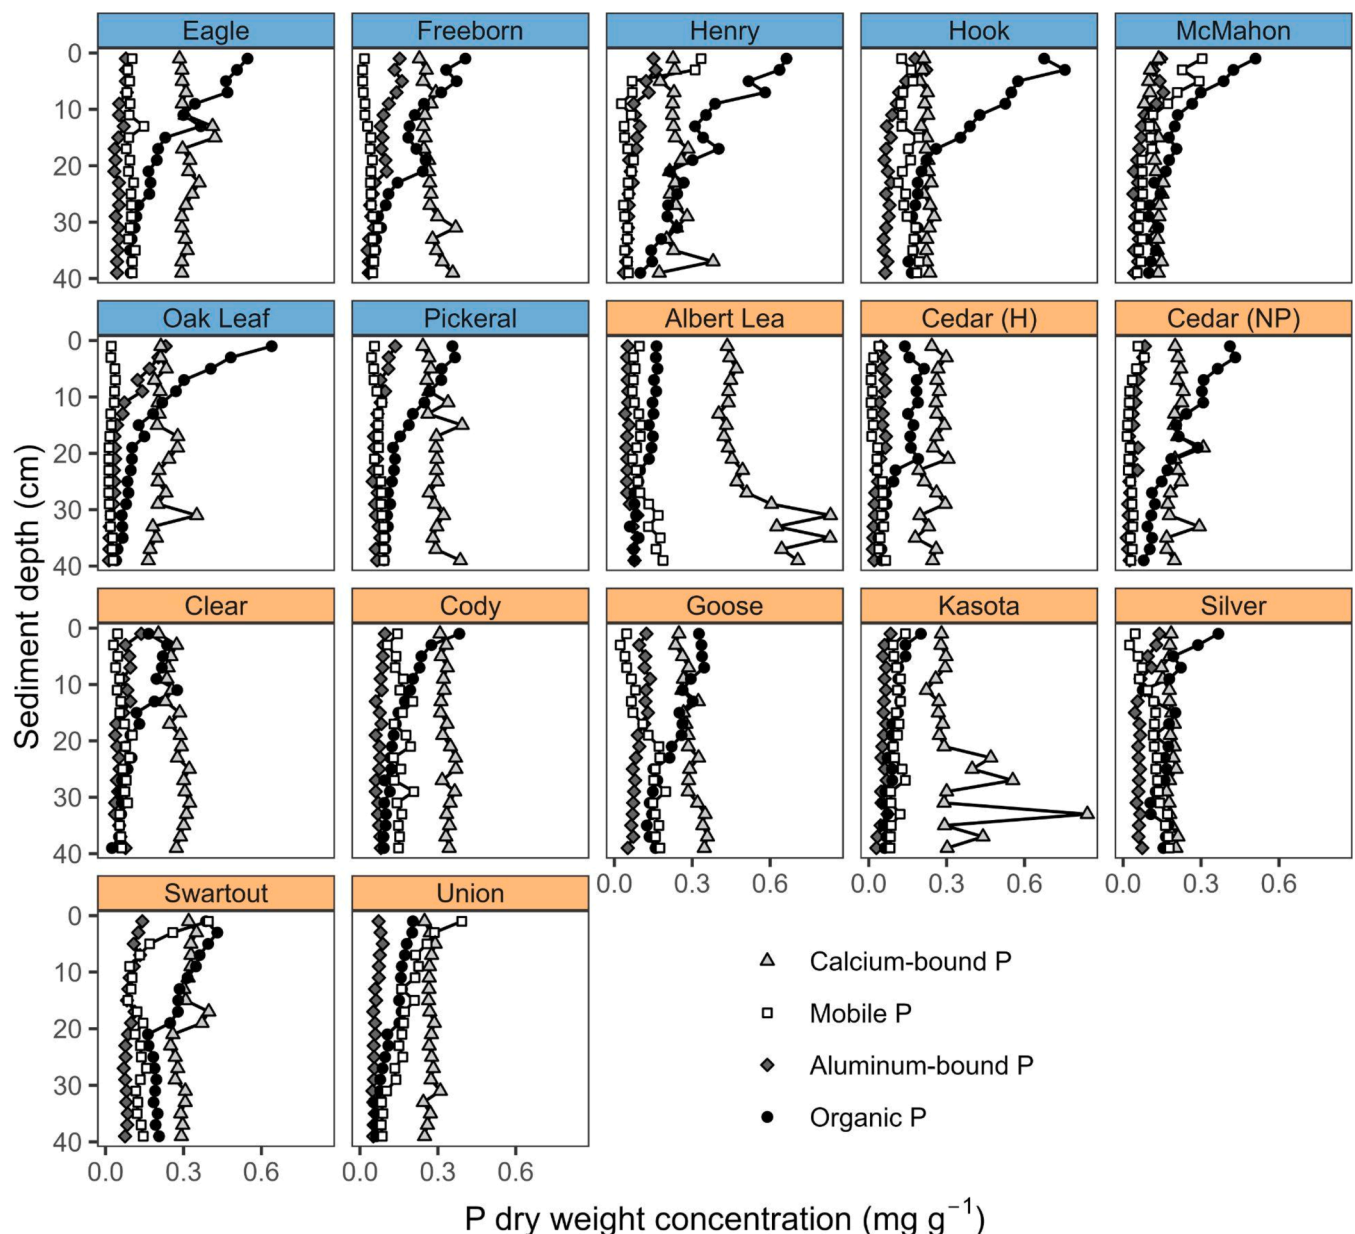 Eagle Freeborn Henry Hook McMahon
0
10
20
30
40
Oak Leaf Pickeral Albert Lea Cedar (H) Cedar (NP)
0
10
20
30
40
Clear Cody Goose Kasota Silver
0
10
20
30
40
0.0 0.3 0.6 0.0 0.3 0.6 0.0 0.3 0.6
Swartout Union
0
10
20
30
40
0.0 0.3 0.6 0.0 0.3 0.6
Sediment depth (cm)
Calcium-bound P
Mobile P
Aluminum-bound P
Organic P
P dry weight concentration (mg g⁻¹)